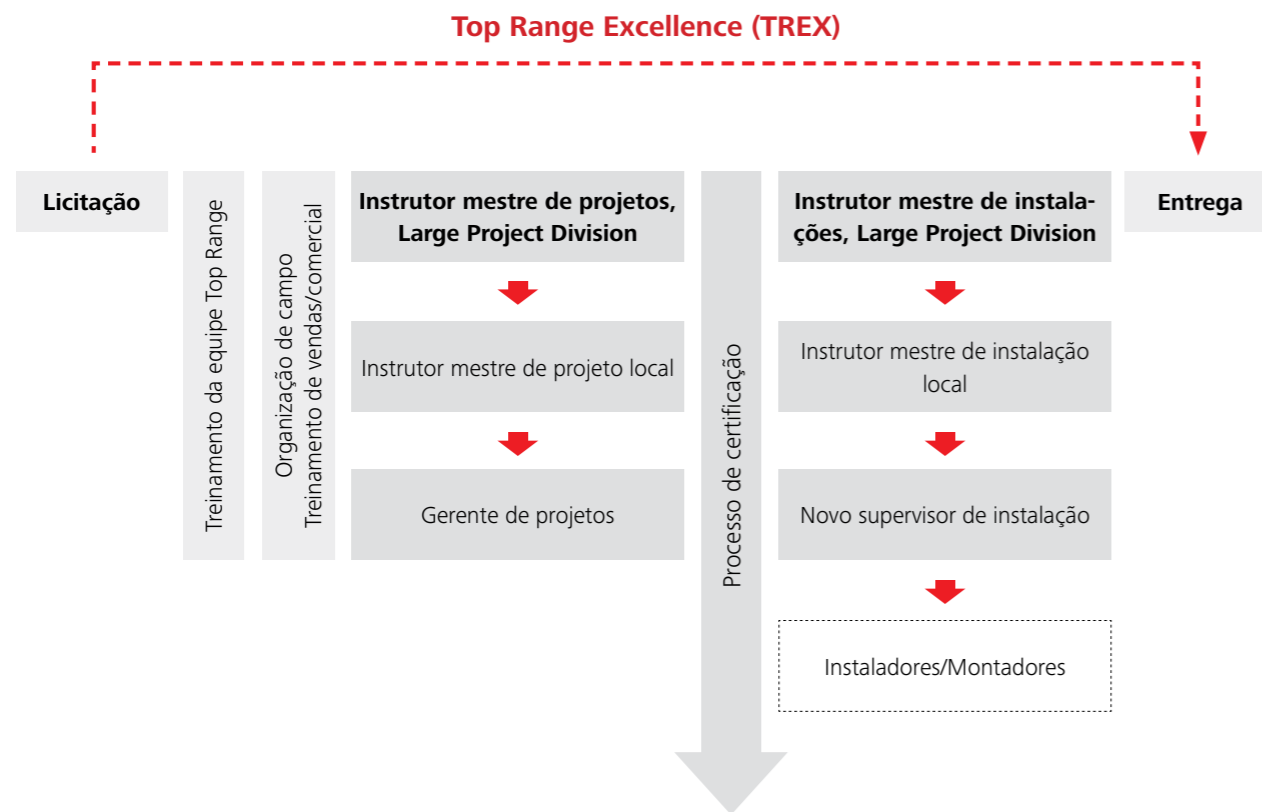 Top Range Excellence (TREX)
Licitação
Treinamento da equipe Top Range
Organização de campo
Treinamento de vendas/comercial
Instrutor mestre de projetos,
Large Project Division
Instrutor mestre de projeto local
Gerente de projetos
Processo de certificação
Instrutor mestre de instala-
ções, Large Project Division
Instrutor mestre de instalação
local
Novo supervisor de instalação
Instaladores/Montadores
Entrega